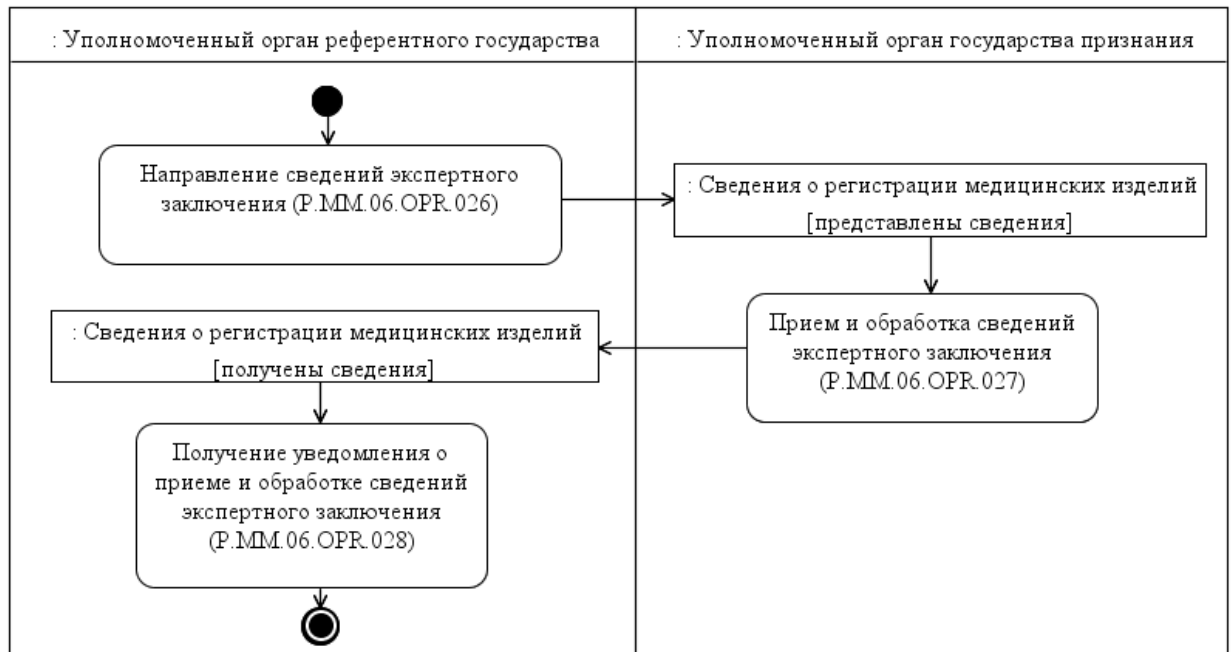 : Уполномоченный орган референтного государства
: Уполномоченный орган государства признания
Направление сведений экспертного
заключения (P.MM.06.OPR.026)
: Сведения о регистрации медицинских изделий
[представлены сведения]
Прием и обработка сведений
экспертного заключения
(P.MM.06.OPR.027)
: Сведения о регистрации медицинских изделий
[получены сведения]
Получение уведомления о
приеме и обработке сведений
экспертного заключения
(P.MM.06.OPR.028)